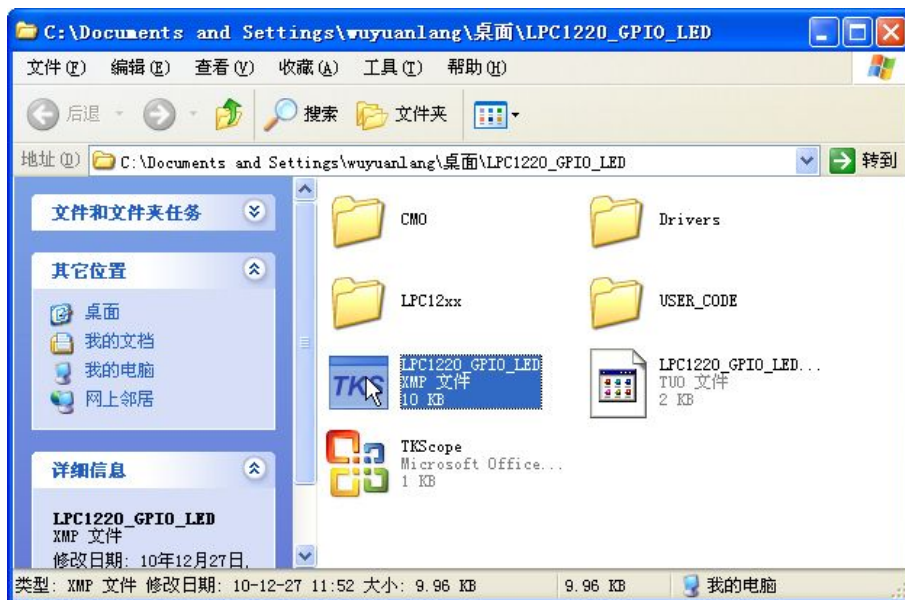 C:\Documents and Settings\wuyuanlang\桌面\LPC1220_GPIO_LED
文件(F) 编辑(E) 查看(V) 收藏(A) 工具(T) 帮助(H)
后退 搜索 文件夹
地址(D) C:\Documents and Settings\wuyuanlang\桌面\LPC1220_GPIO_LED 转到
文件和文件夹任务
其它位置
桌面
我的文档
我的电脑
网上邻居
详细信息
LPC1220_GPIO_LED
XMP 文件
修改日期: 10年12月27日,
CMO
Drivers
LPC12xx
USER_CODE
TKS
LPC1220_GPIO_LED
XMP 文件
10 KB
LPC1220_GPIO_LED...
TUO 文件
2 KB
TKScope
Microsoft Office...
1 KB
类型: XMP 文件 修改日期: 10-12-27 11:52 大小: 9.96 KB 9.96 KB 我的电脑